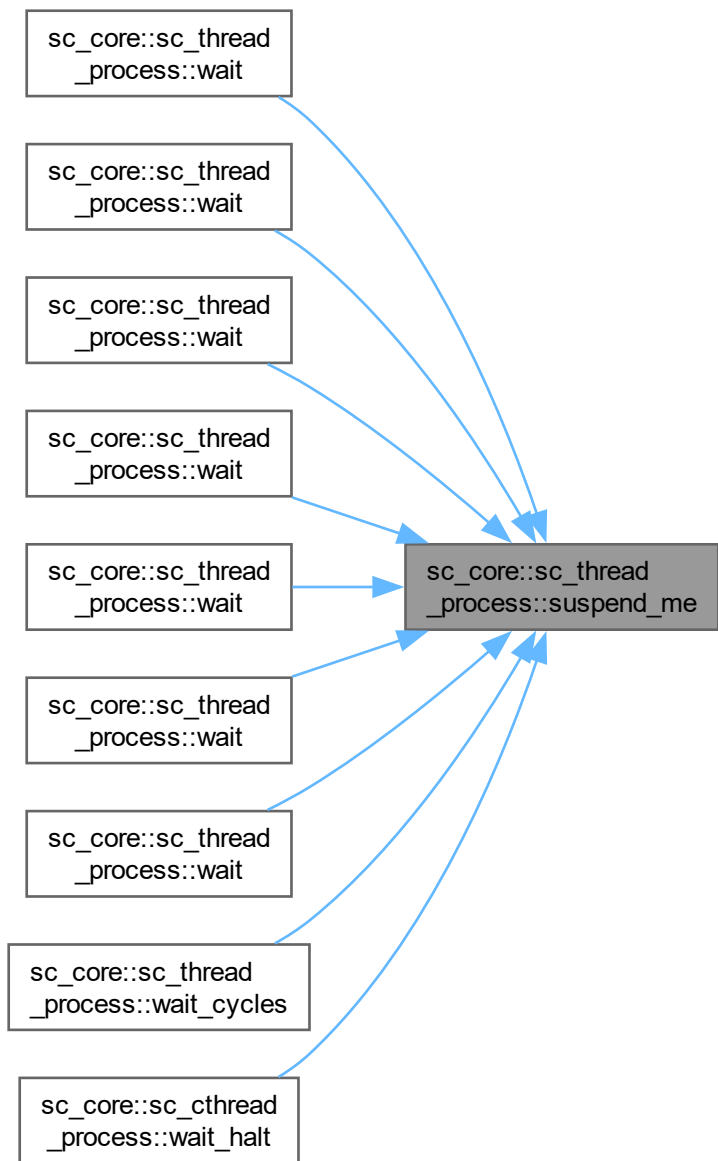 sc_core::sc_thread
_process::wait
sc_core::sc_thread
_process::wait
sc_core::sc_thread
_process::wait
sc_core::sc_thread
_process::wait
sc_core::sc_thread
_process::wait
sc_core::sc_thread
_process::suspend_me
sc_core::sc_thread
_process::wait
sc_core::sc_thread
_process::wait
sc_core::sc_thread
_process::wait_cycles
sc_core::sc_cthread
_process::wait_halt